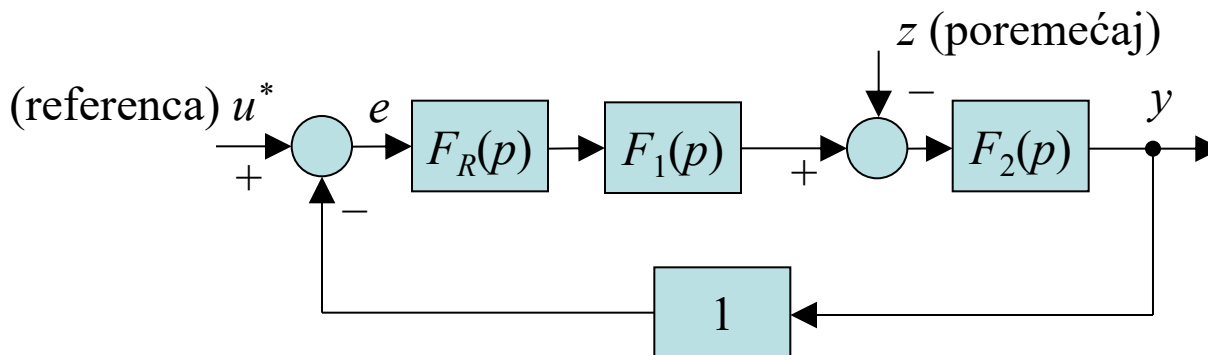 z (poremećaj)
(referenca) u* e y
F_R(p) F_1(p) − F_2(p)
+ + −
1